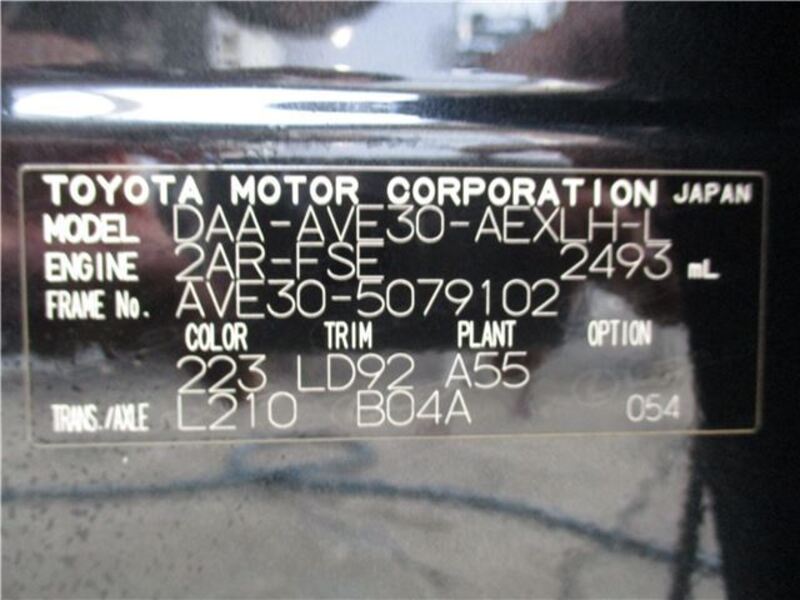 TOYOTA MOTOR CORPORATION JAPAN
MODEL DAA-AVE30-AEXLH-L
ENGINE 2AR-FSE 2493 mL
FRAME No. AVE30-5079102
COLOR TRIM PLANT OPTION
223 LD92 A55
TRANS./AXLE L210 B04A 054